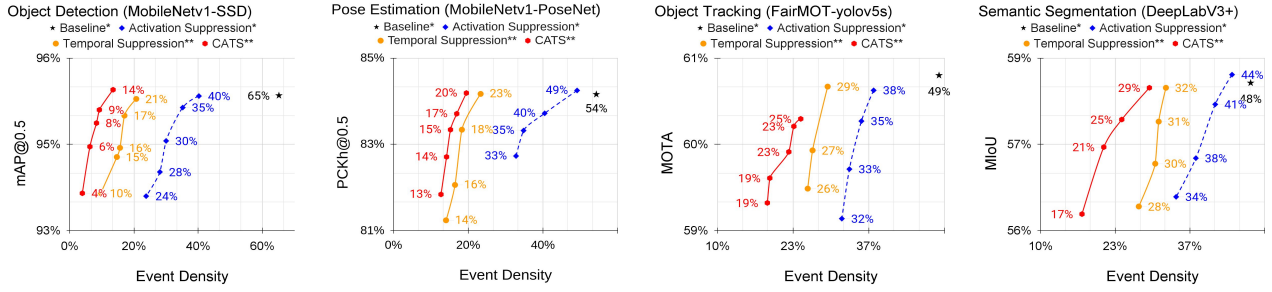 Object Detection (MobileNetv1-SSD)
Baseline* Activation Suppression*
Temporal Suppression** CATS**
96%
95%
93%
mAP@0.5
14%
9%
8%
6%
4%
21%
17%
16%
15%
10%
40%
35%
30%
28%
24%
65%
0% 20% 40% 60%
Event Density
Pose Estimation (MobileNetv1-PoseNet)
Baseline* Activation Suppression*
Temporal Suppression** CATS**
85%
83%
81%
PCKh@0.5
20%
17%
15%
14%
13%
23%
18%
16%
14%
49%
40%
35%
33%
54%
0% 20% 40%
Event Density
Object Tracking (FairMOT-yolov5s)
Baseline* Activation Suppression*
Temporal Suppression** CATS**
61%
60%
59%
MOTA
25%
23%
23%
19%
19%
29%
27%
26%
38%
35%
33%
32%
49%
10% 23% 37%
Event Density
Semantic Segmentation (DeepLabV3+)
Baseline* Activation Suppression*
Temporal Suppression** CATS**
59%
57%
56%
MIoU
29%
25%
21%
17%
32%
31%
30%
28%
44%
41%
38%
34%
48%
10% 23% 37%
Event Density